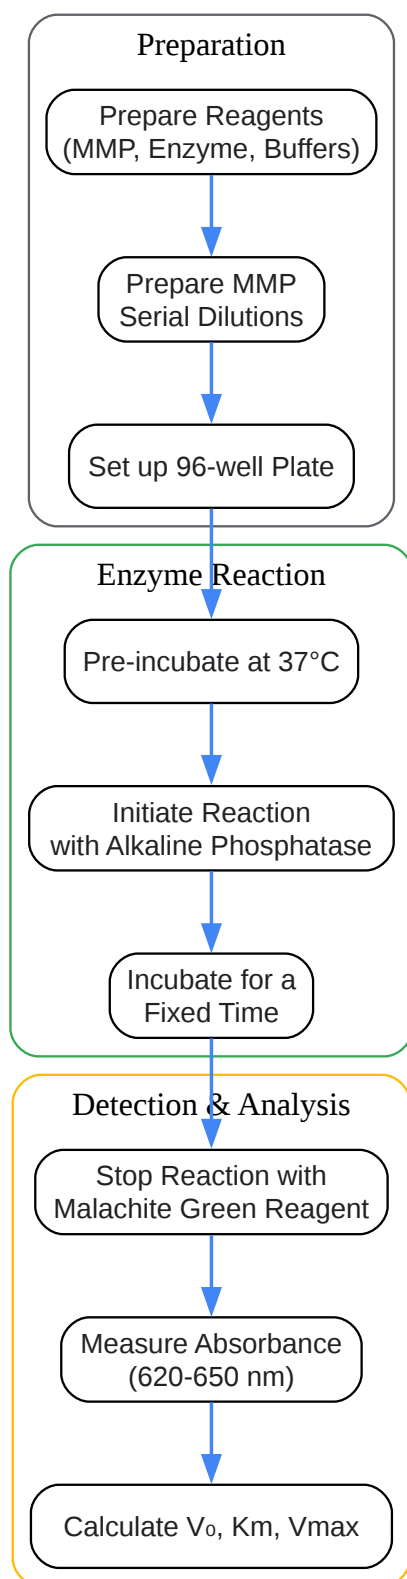 Preparation
Prepare Reagents
(MMP, Enzyme, Buffers)
Prepare MMP
Serial Dilutions
Set up 96-well Plate
Enzyme Reaction
Pre-incubate at 37°C
Initiate Reaction
with Alkaline Phosphatase
Incubate for a
Fixed Time
Detection & Analysis
Stop Reaction with
Malachite Green Reagent
Measure Absorbance
(620-650 nm)
Calculate V₀, Km, Vmax